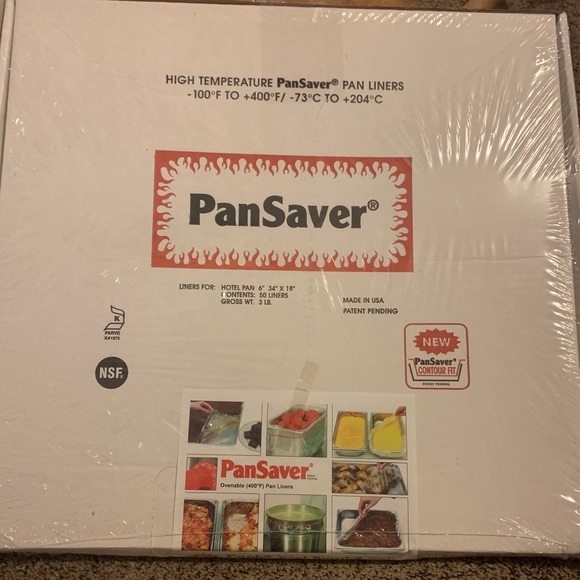 HIGH TEMPERATURE PanSaver® PAN LINERS
-100°F TO +400°F/ -73°C TO +204°C
PanSaver®
LINERS FOR: HOTEL PAN 6" 34" X 18"
CONTENTS: 50 LINERS
GROSS WT. 3 LB.
MADE IN USA
PATENT PENDING
K
PARVE
NSF®
NEW
PanSaver®
CONTOUR FIT
PATENT PENDING
PanSaver®
Ovenable (400°F) Pan Liners